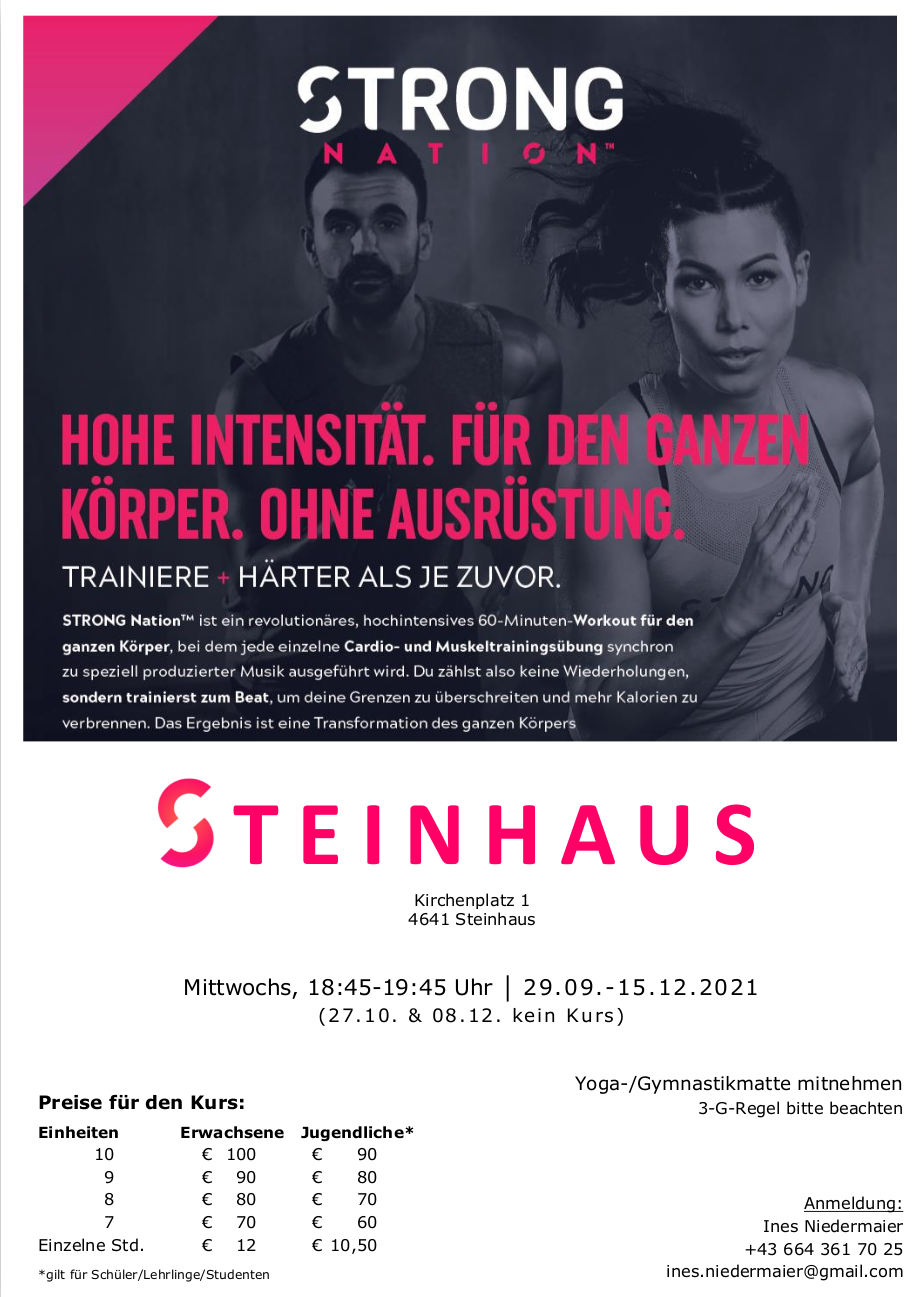 STRONG
NATION™
HOHE INTENSITÄT. FÜR DEN GANZEN
KÖRPER. OHNE AUSRÜSTUNG.
TRAINIERE + HÄRTER ALS JE ZUVOR.
STRONG Nation™ ist ein revolutionäres, hochintensives 60-Minuten-Workout für den
ganzen Körper, bei dem jede einzelne Cardio- und Muskeltrainingsübung synchron
zu speziell produzierter Musik ausgeführt wird. Du zählst also keine Wiederholungen,
sondern trainierst zum Beat, um deine Grenzen zu überschreiten und mehr Kalorien zu
verbrennen. Das Ergebnis ist eine Transformation des ganzen Körpers
STEINHAUS
Kirchenplatz 1
4641 Steinhaus
Mittwochs, 18:45-19:45 Uhr | 29.09.-15.12.2021
(27.10. & 08.12. kein Kurs)
Yoga-/Gymnastikmatte mitnehmen
3-G-Regel bitte beachten
Preise für den Kurs:
Einheiten Erwachsene Jugendliche*
10 € 100 € 90
9 € 90 € 80
8 € 80 € 70
7 € 70 € 60
Einzelne Std. € 12 € 10,50
*gilt für Schüler/Lehrlinge/Studenten
Anmeldung:
Ines Niedermaier
+43 664 361 70 25
ines.niedermaier@gmail.com